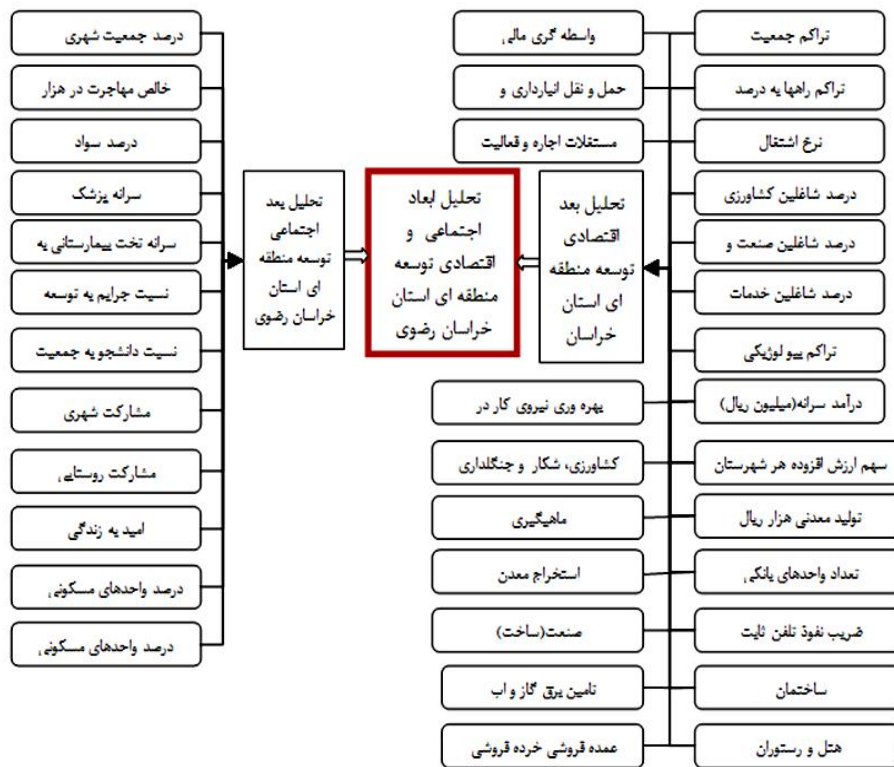 تراکم جمعیت
تراکم راهها یه درصد
نرخ اشتغال
درصد شاغلین کشاورزی
درصد شاغلین صنعت و
درصد شاغلین خدمات
تراکم بیو لوژیکی
درآمد سرانه(میلیون ریال)
سهم ارزش افزوده هر شهرستان
تولید معدنی هزار ریال
تعداد واحدهای بانکی
ضریب نفوذ تلفن ثابت
ساختمان
هتل و رستوران
واسطه گری مالی
حمل و نقل انبارداری و
مستغلات اجاره و فعالیت
بهره وری نیروی کار در
کشاورزی، شکار و جنگلداری
ماهیگیری
استخراج معدن
صنعت(ساخت)
تامین برق گاز و اب
عمده فروشی خرده فروشی
تحلیل بعد
اقتصادی
توسعه منطقه
ای استان
خراسان
تحلیل ابعاد
اجتماعی و
اقتصادی توسعه
منطقه ای استان
خراسان رضوی
تحلیل بعد
اجتماعی
توسعه منطقه
ای استان
خراسان رضوی
درصد جمعیت شهری
خالص مهاجرت در هزار
درصد سواد
سرانه پزشک
سرانه تخت بیمارستانی به
نسبت جرایم به توسعه
نسبت دانشجو به جمعیت
مشارکت شهری
مشارکت روستایی
امید به زندگی
درصد واحدهای مسکونی
درصد واحدهای مسکونی